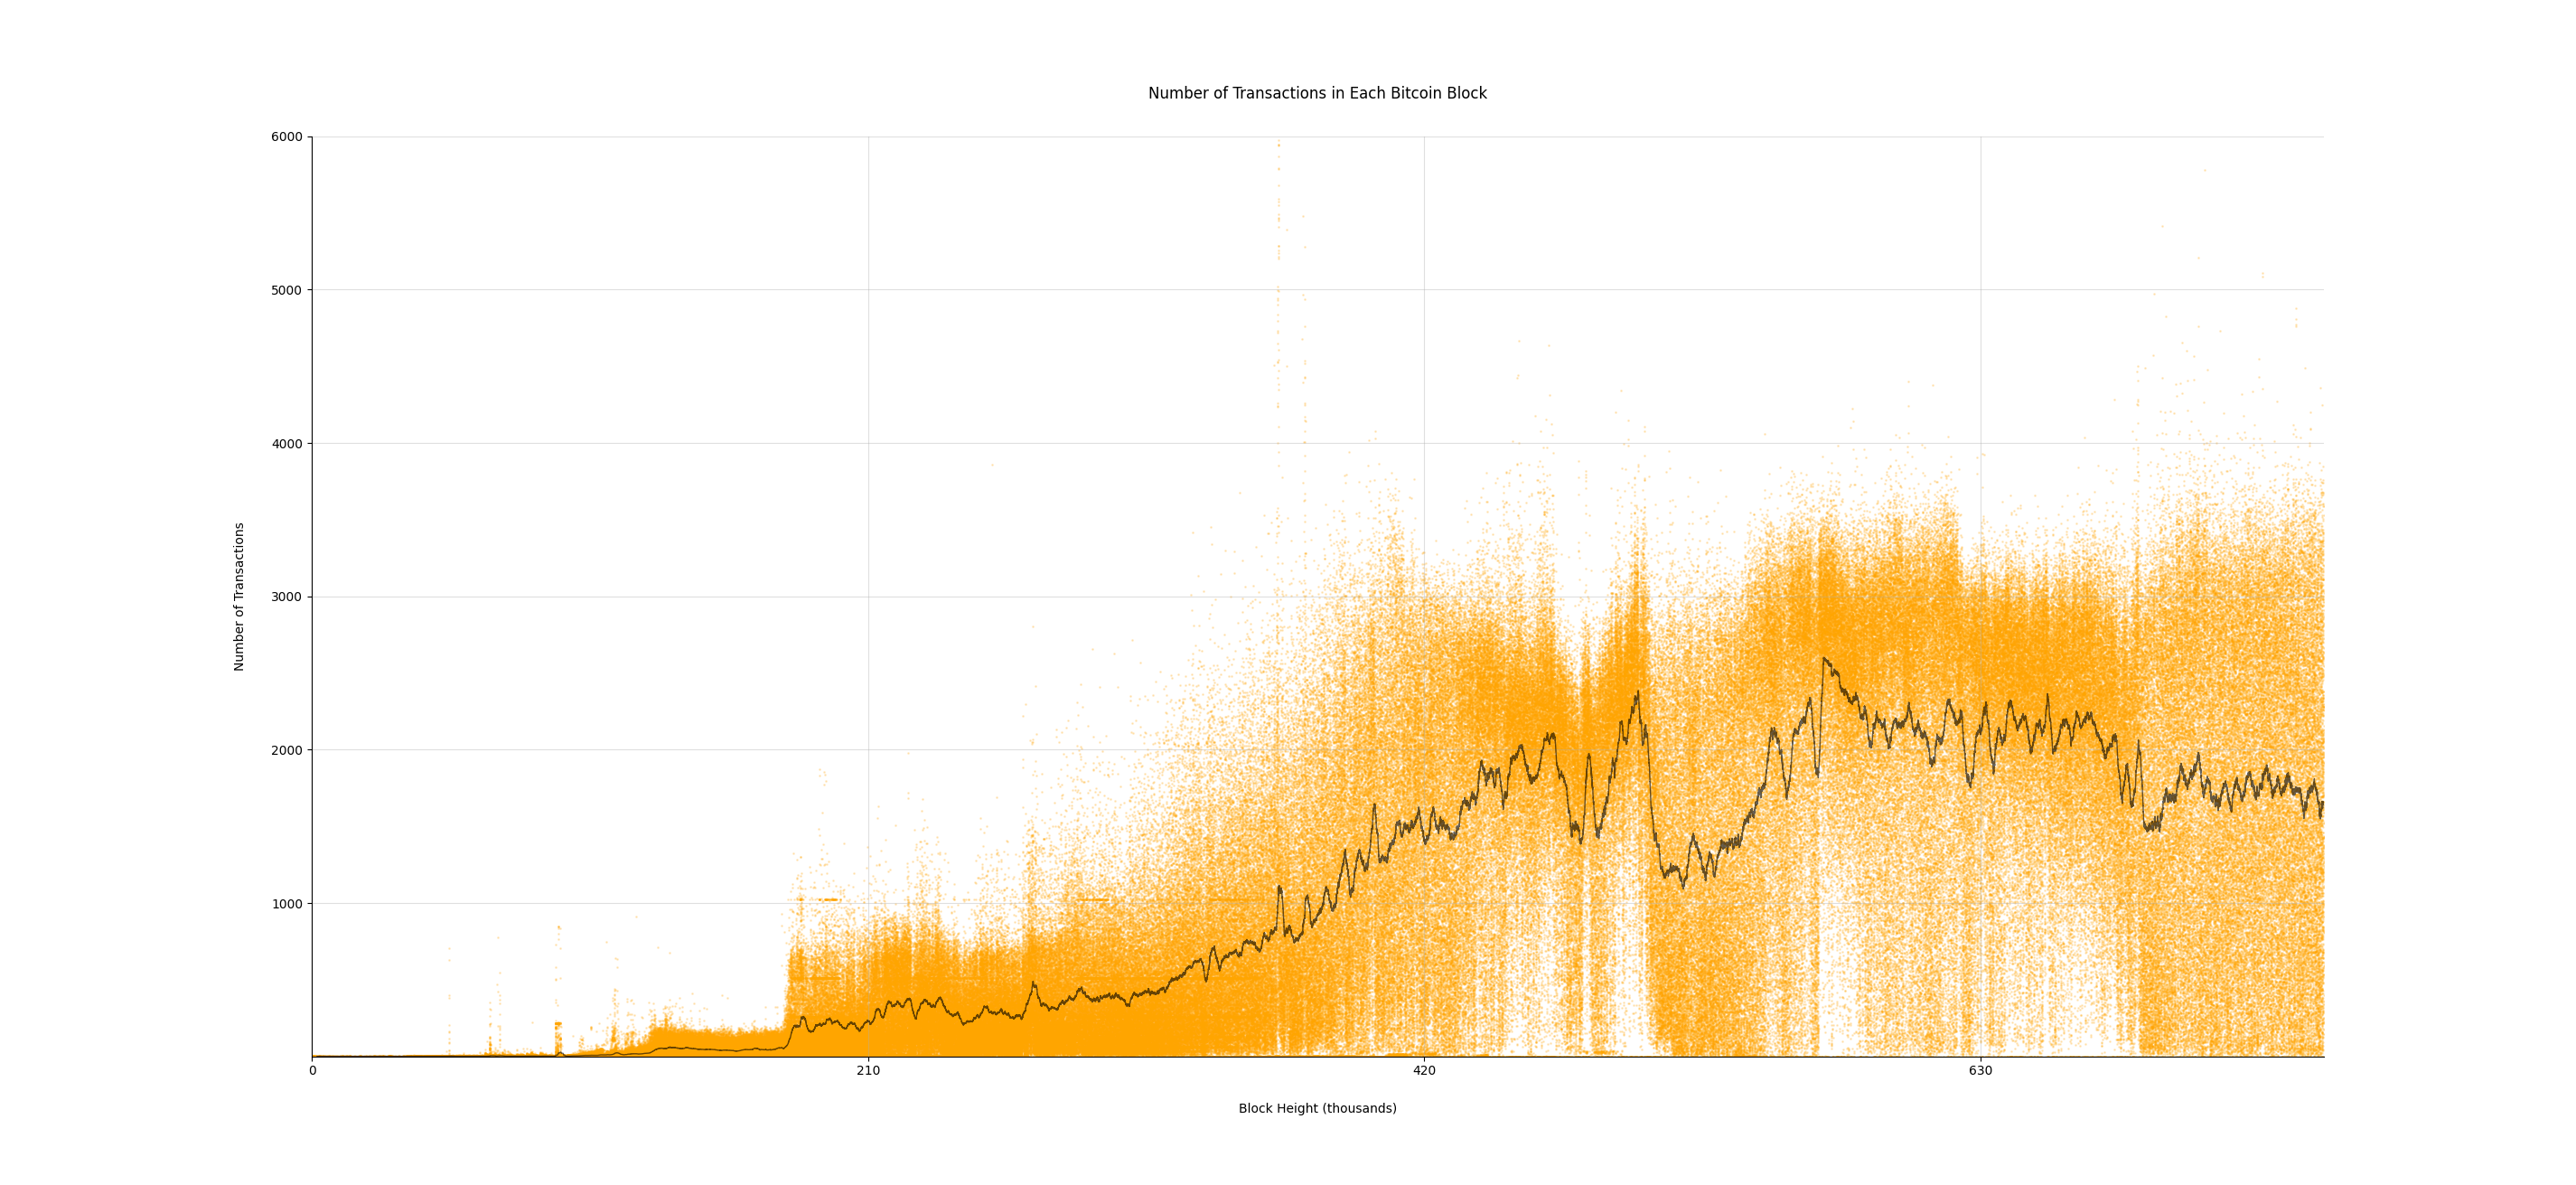 Number of Transactions in Each Bitcoin Block
6000
5000
4000
3000
2000
1000
Number of Transactions
0 210 420 630
Block Height (thousands)